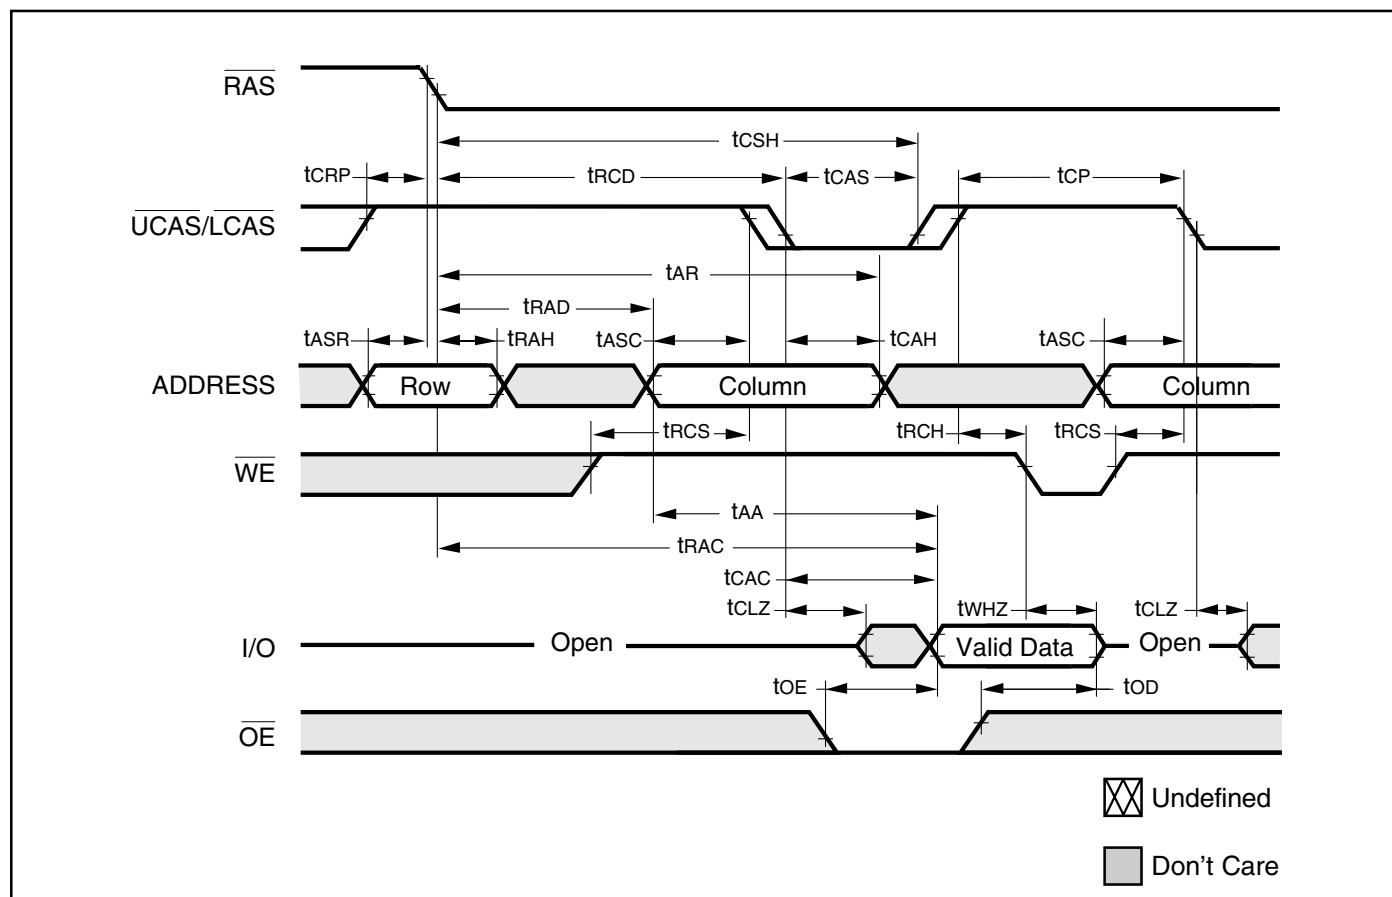 RAS
tCSH
tCRP
tRCD
tCAS
tCP
UCAS/LCAS
tAR
tRAD
tASR
tRAH
tASC
tCAH
tASC
ADDRESS
Row
Column
Column
tRCS
tRCH
tRCS
WE
tAA
tRAC
tCAC
tCLZ
tWHZ
tCLZ
I/O
Open
Valid Data
Open
tOE
tOD
OE
Undefined
Don't Care